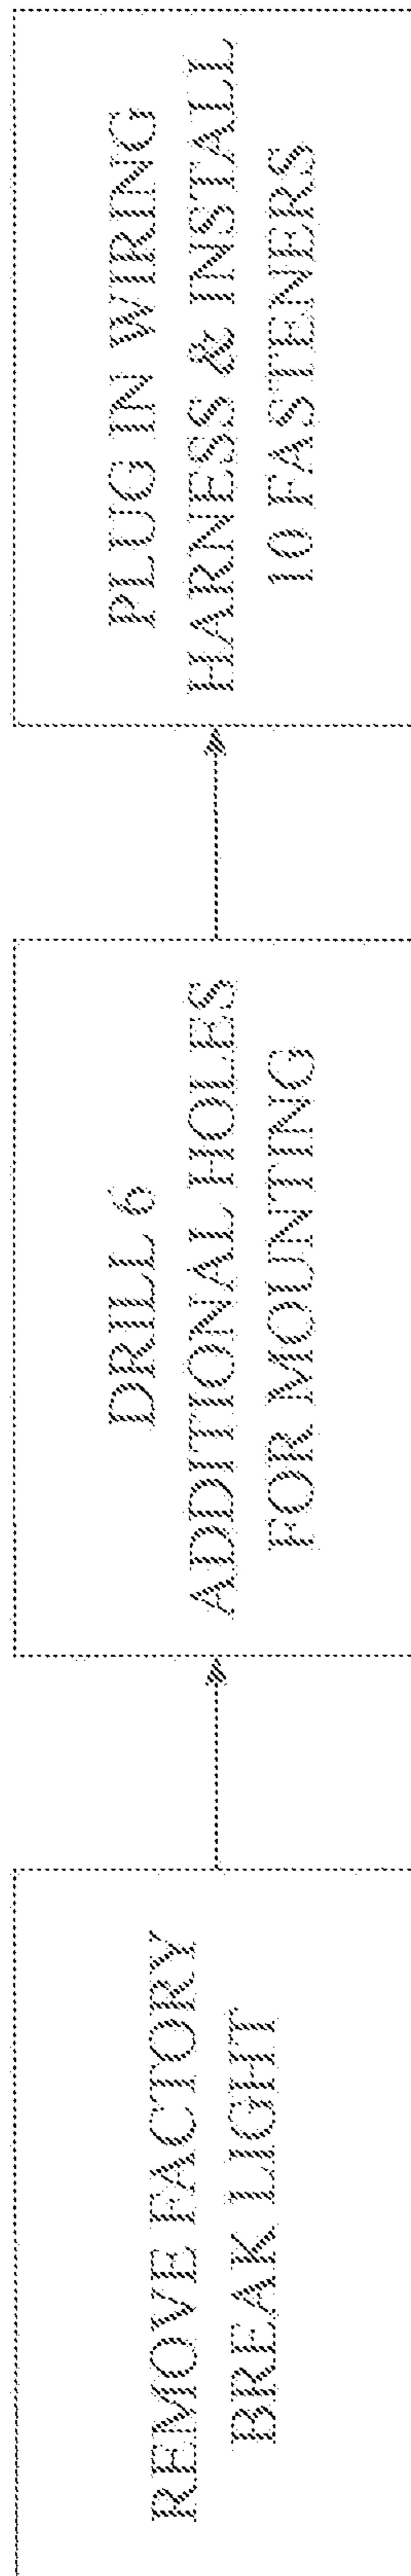 REMOVE FACTORY
BREAK LIGHT
DRILL 6
ADDITIONAL HOLES
FOR MOUNTING
PLUG IN WIRING
HARNESS & INSTALL
10 FASTENERS